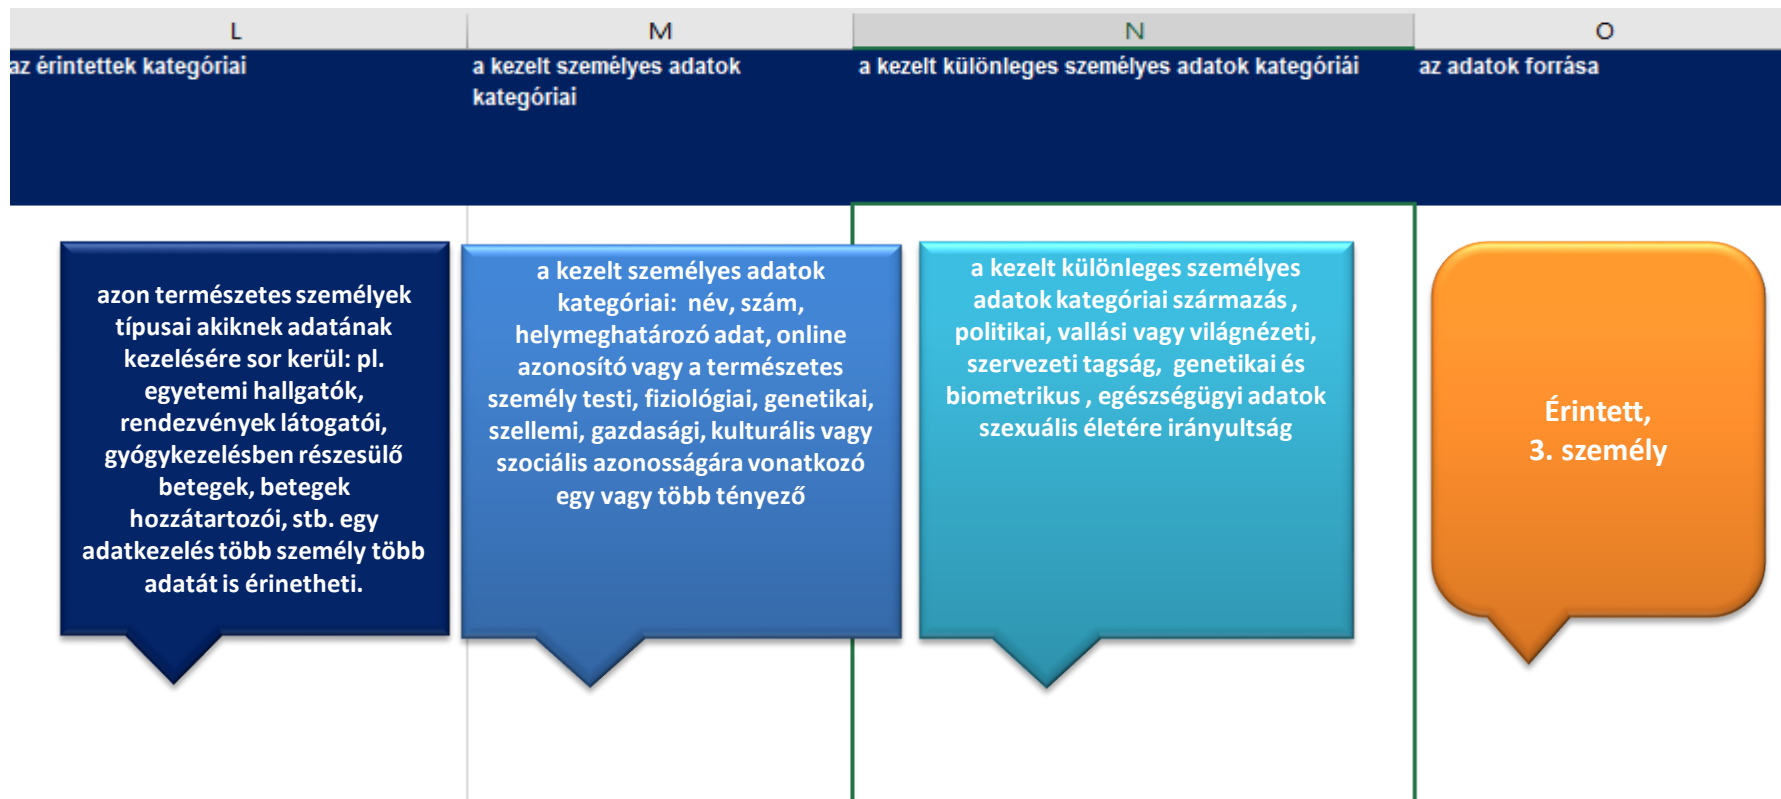 L
M
N
O
az érintettek kategóriai
a kezelt személyes adatok
kategóriai
a kezelt különleges személyes adatok kategóriái
az adatok forrása
azon természetes személyek
típusai akiknek adatának
kezelésére sor kerül: pl.
egyetemi hallgatók,
rendezvények látogatói,
gyógykezelésben részesülő
betegek, betegek
hozzátartozói, stb. egy
adatkezelés több személy több
adatát is érinetheti.
a kezelt személyes adatok
kategóriai: név, szám,
helymeghatározó adat, online
azonosító vagy a természetes
személy testi, fiziológiai, genetikai,
szellemi, gazdasági, kulturális vagy
szociális azonosságára vonatkozó
egy vagy több tényező
a kezelt különleges személyes
adatok kategóriai származás ,
politikai, vallási vagy világnézeti,
szervezeti tagság, genetikai és
biometrikus , egészségügyi adatok
szexuális életére irányultság
Érintett,
3. személy